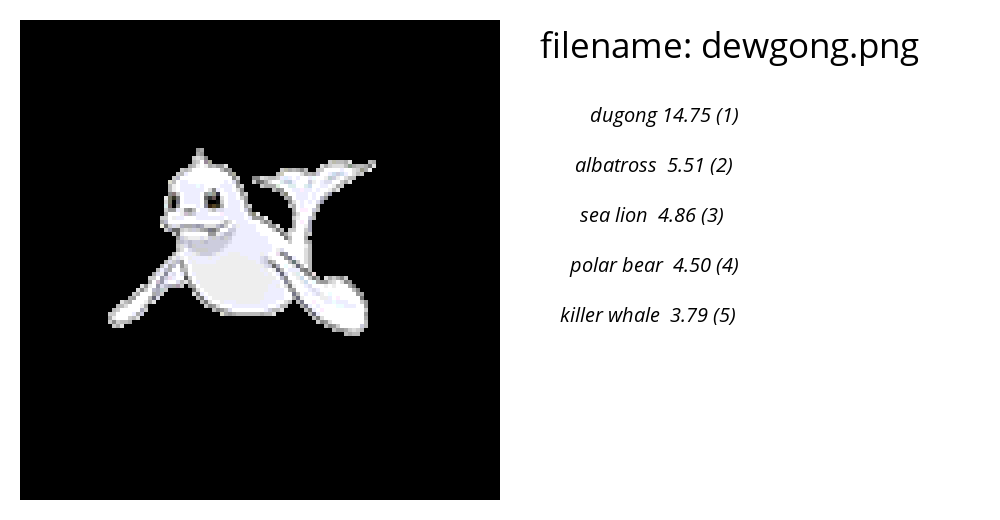 filename: dewgong.png
dugong 14.75 (1)
albatross 5.51 (2)
sea lion 4.86 (3)
polar bear 4.50 (4)
killer whale 3.79 (5)